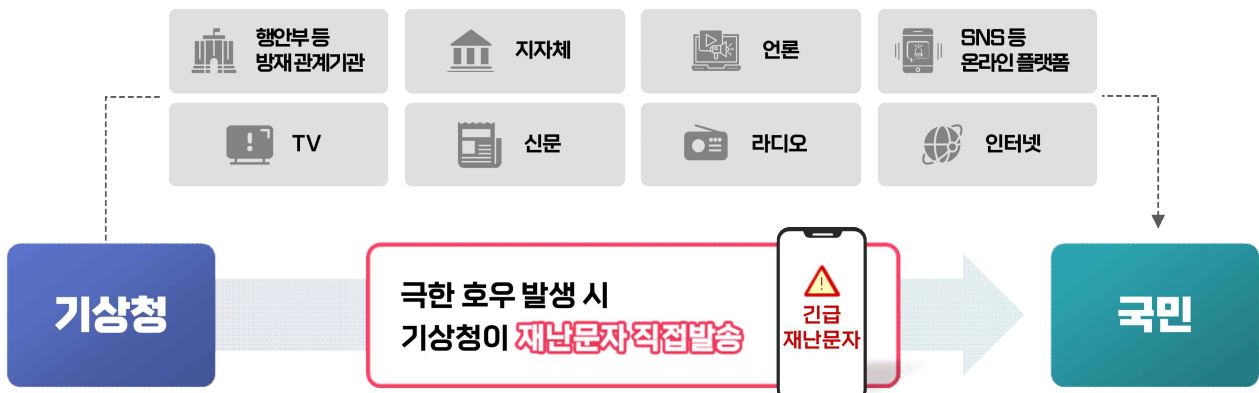 행안부 등
방재 관계기관
지자체
언론
SNS 등
온라인 플랫폼
TV
신문
라디오
인터넷
기상청
극한 호우 발생 시
기상청이 재난문자 직접발송
긴급
재난문자
국민